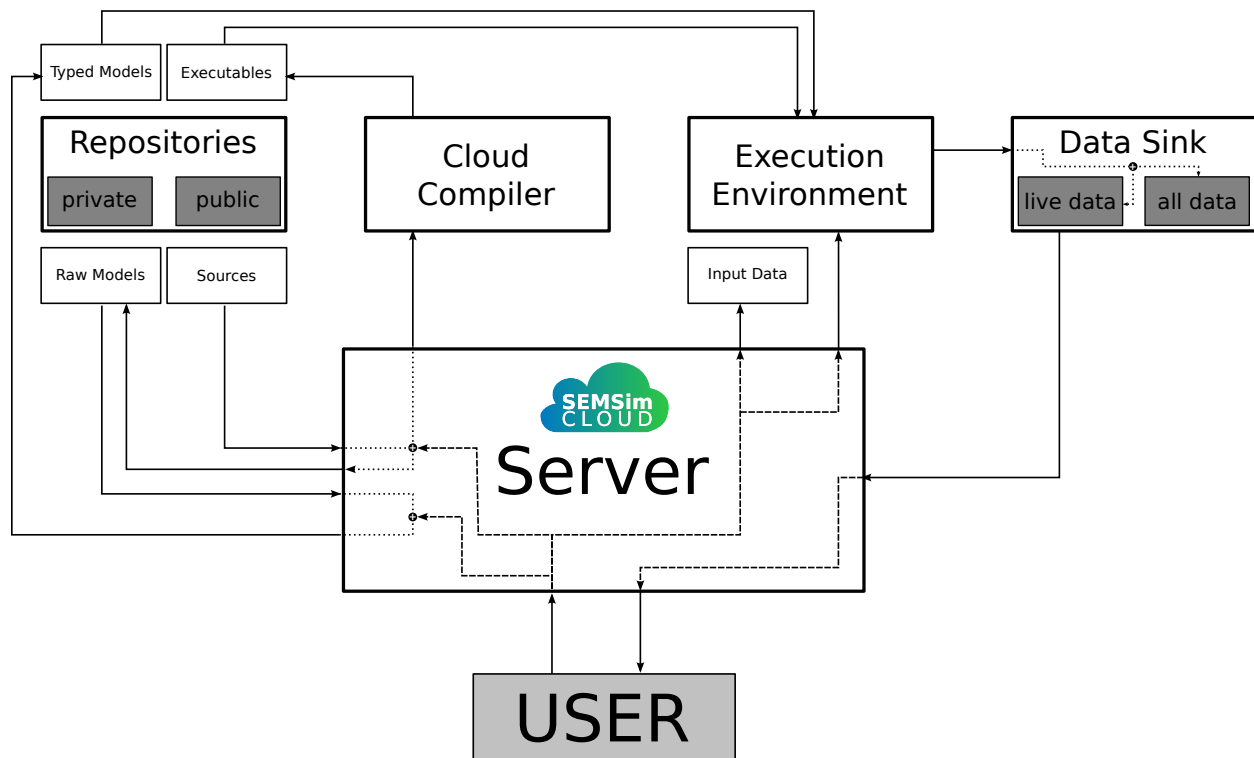 Typed Models
Executables
Repositories
private
public
Cloud
Compiler
Execution
Environment
Data Sink
live data
all data
Raw Models
Sources
Input Data
SEMSim
CLOUD
Server
USER